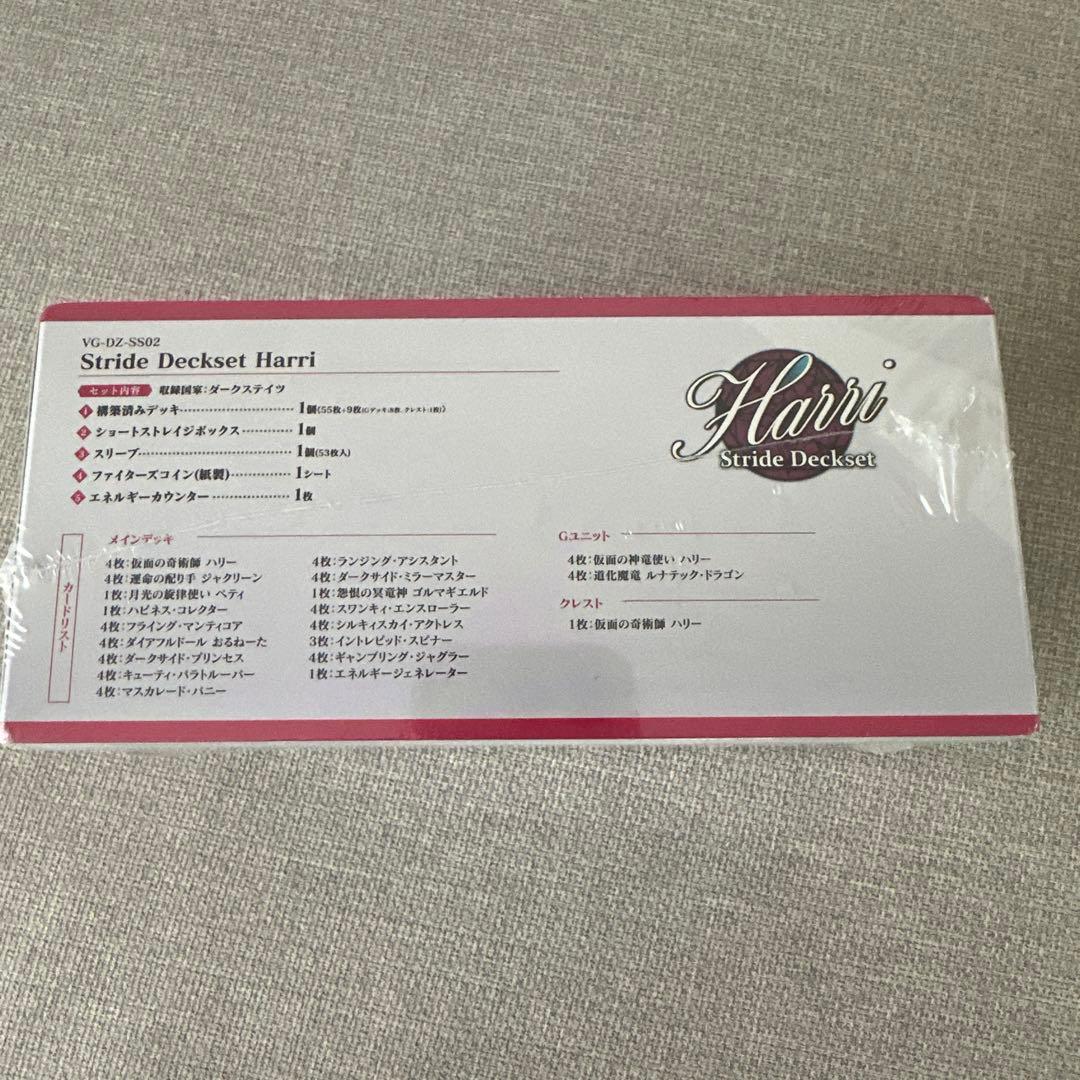 VG-DZ-SS02
Stride Deckset Harri
セット内容 収録国家：ダークステイツ
1 構築済みデッキ 1個(55枚+9枚(Gデッキ:8枚、クレスト:1枚))
2 ショートストレイジボックス 1個
3 スリーブ 1個(53枚入)
4 ファイターズコイン(紙製) 1シート
5 エネルギーカウンター 1枚
Harri
Stride Deckset
カードリスト
メインデッキ
4枚：仮面の奇術師 ハリー
4枚：運命の配り手 ジャクリーン
1枚：月光の旋律使い ベティ
1枚：ハピネス・コレクター
4枚：フライング・マンティコア
4枚：ダイアフルドール おるねーた
4枚：ダークサイド・プリンセス
4枚：キューティ・パラトルーパー
4枚：マスカレード・バニー
4枚：ランジング・アシスタント
4枚：ダークサイド・ミラーマスター
1枚：怨恨の冥竜神 ゴルマギエルド
4枚：スワンキィ・エンスローラー
4枚：シルキィスカイ・アクトレス
3枚：イントレピッド・スピナー
4枚：ギャンブリング・ジャグラー
1枚：エネルギージェネレーター
Gユニット
4枚：仮面の神竜使い ハリー
4枚：道化魔竜 ルナテック・ドラゴン
クレスト
1枚：仮面の奇術師 ハリー